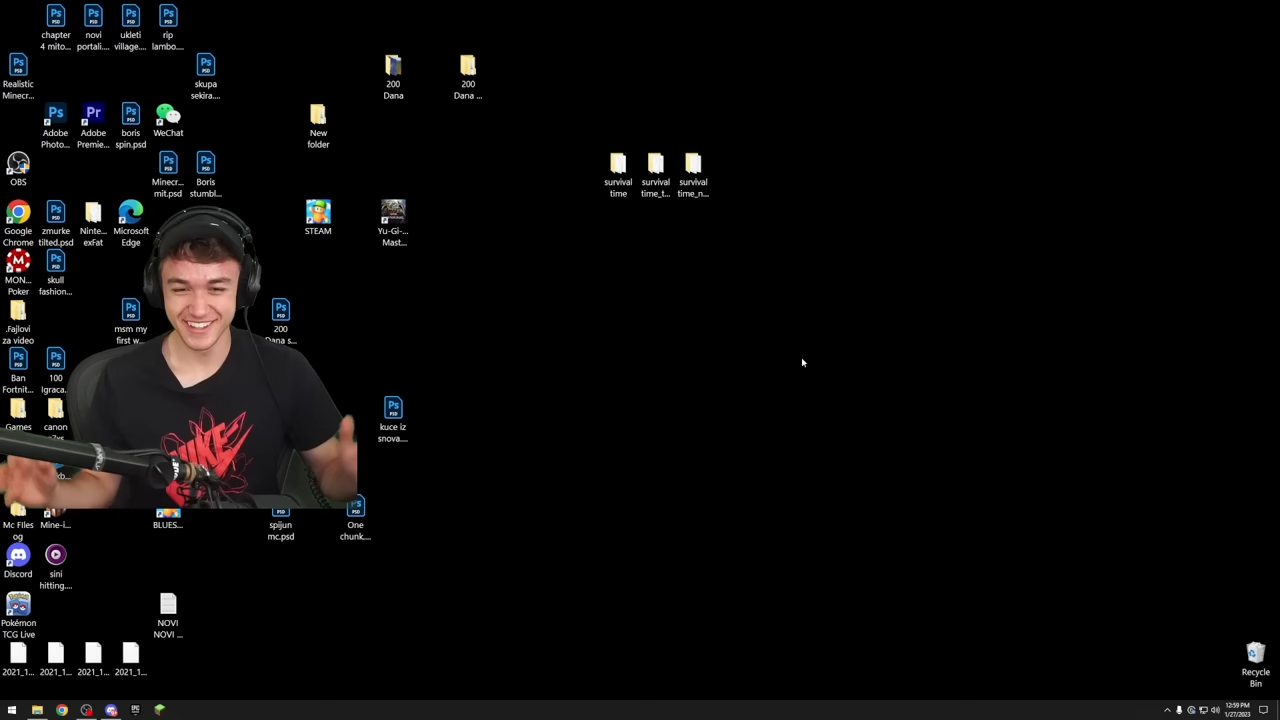 chapter
4 mito...
novi
portali....
ukleti
village....
rip
lambo....
Realistic
Minecr...
skupa
sekira....
200
Dana
200
Dana ...
Adobe
Photo...
Adobe
Premie...
boris
spin.psd
WeChat
New
folder
OBS
Minecr...
mit.psd
Boris
stumbl...
survival
time
survival
time_t...
survival
time_n...
Google
Chrome
zmurke
tilted.psd
Ninte...
exFat
Microsoft
Edge
STEAM
Yu-Gi-...
Mast...
MON...
Poker
skull
fashion...
.Fajlovi
za video
msm my
first w...
200
Dana s...
Ban
Fortnit...
100
Igraca...
Games
canon
kuce iz
snova....
NIKE
Mc FIles
og
Mine-i...
BLUES...
spijun
mc.psd
One
chunk....
Discord
sini
hitting....
Pokémon
TCG Live
NOVI
NOVI ...
2021_1...
2021_1...
2021_1...
2021_1...
Recycle
Bin
12:59 PM
1/27/2023